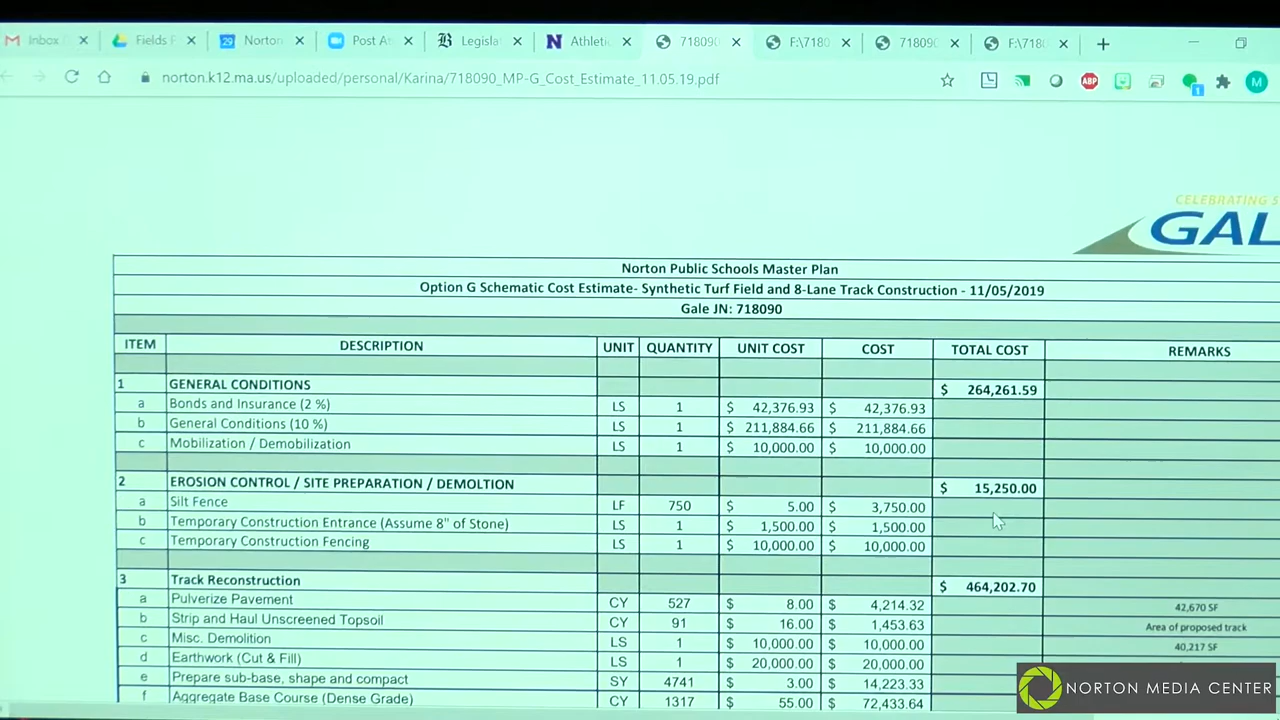 Inbox
Fields F
29 Norton
Post A
Legisla
Athletic
718090
F:\7180
718090
F:\718
norton.k12.ma.us/uploaded/personal/Karina/718090_MP-G_Cost_Estimate_11.05.19.pdf
ABP
1
M
CELEBRATING
GAL
Norton Public Schools Master Plan
Option G Schematic Cost Estimate- Synthetic Turf Field and 8-Lane Track Construction - 11/05/2019
Gale JN: 718090
ITEM DESCRIPTION UNIT QUANTITY UNIT COST COST TOTAL COST REMARKS
1 GENERAL CONDITIONS $ 264,261.59
a Bonds and Insurance (2 %) LS 1 $ 42,376.93 $ 42,376.93
b General Conditions (10 %) LS 1 $ 211,884.66 $ 211,884.66
c Mobilization / Demobilization LS 1 $ 10,000.00 $ 10,000.00
2 EROSION CONTROL / SITE PREPARATION / DEMOLTION $ 15,250.00
a Silt Fence LF 750 $ 5.00 $ 3,750.00
b Temporary Construction Entrance (Assume 8" of Stone) LS 1 $ 1,500.00 $ 1,500.00
c Temporary Construction Fencing LS 1 $ 10,000.00 $ 10,000.00
3 Track Reconstruction $ 464,202.70
a Pulverize Pavement CY 527 $ 8.00 $ 4,214.32 42,670 SF
b Strip and Haul Unscreened Topsoil CY 91 $ 16.00 $ 1,453.63 Area of proposed track
c Misc. Demolition LS 1 $ 10,000.00 $ 10,000.00 40,217 SF
d Earthwork (Cut & Fill) LS 1 $ 20,000.00 $ 20,000.00
e Prepare sub-base, shape and compact SY 4741 $ 3.00 $ 14,223.33
f Aggregate Base Course (Dense Grade) CY 1317 $ 55.00 $ 72,433.64
NORTON MEDIA CENTER